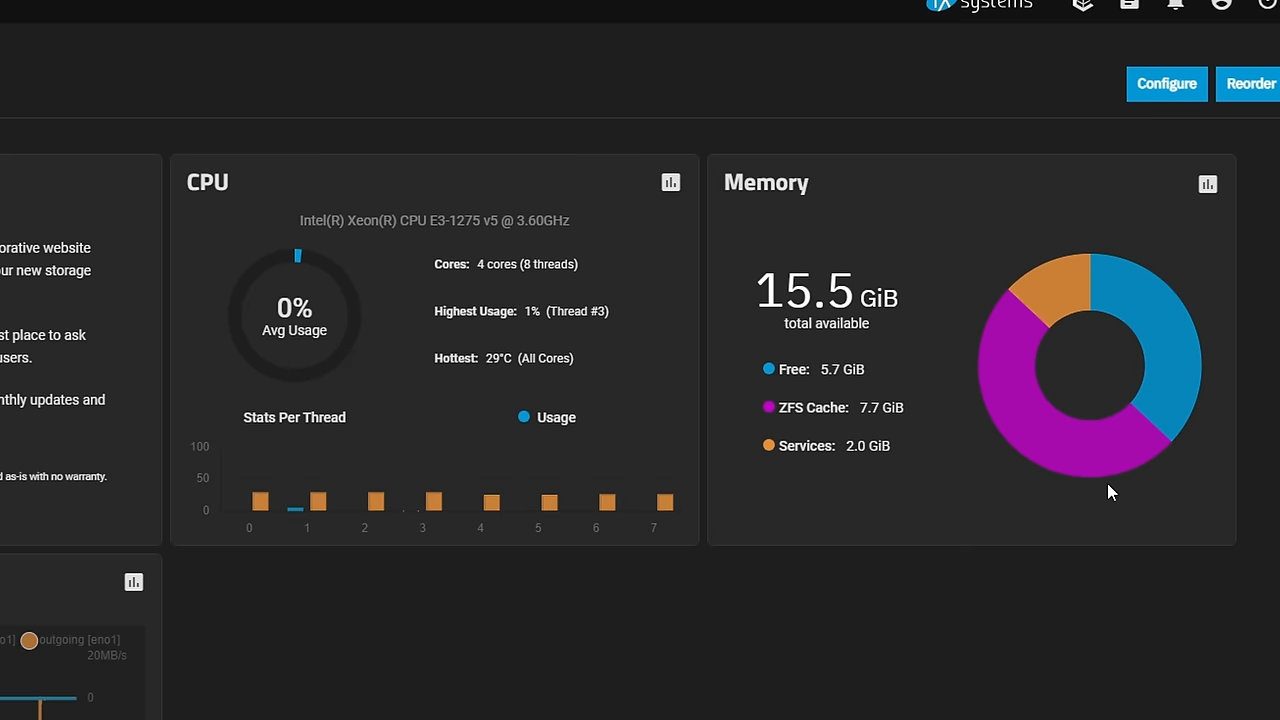 systems
Configure
Reorder
orative website
our new storage
st place to ask
users.
nthly updates and
d as-is with no warranty.
CPU
Intel(R) Xeon(R) CPU E3-1275 v5 @ 3.60GHz
0%
Avg Usage
Cores: 4 cores (8 threads)
Highest Usage: 1% (Thread #3)
Hottest: 29°C (All Cores)
Stats Per Thread
Usage
100
50
0
0 1 2 3 4 5 6 7
Memory
15.5 GiB
total available
Free: 5.7 GiB
ZFS Cache: 7.7 GiB
Services: 2.0 GiB
o1] outgoing [eno1]
20MB/s
0